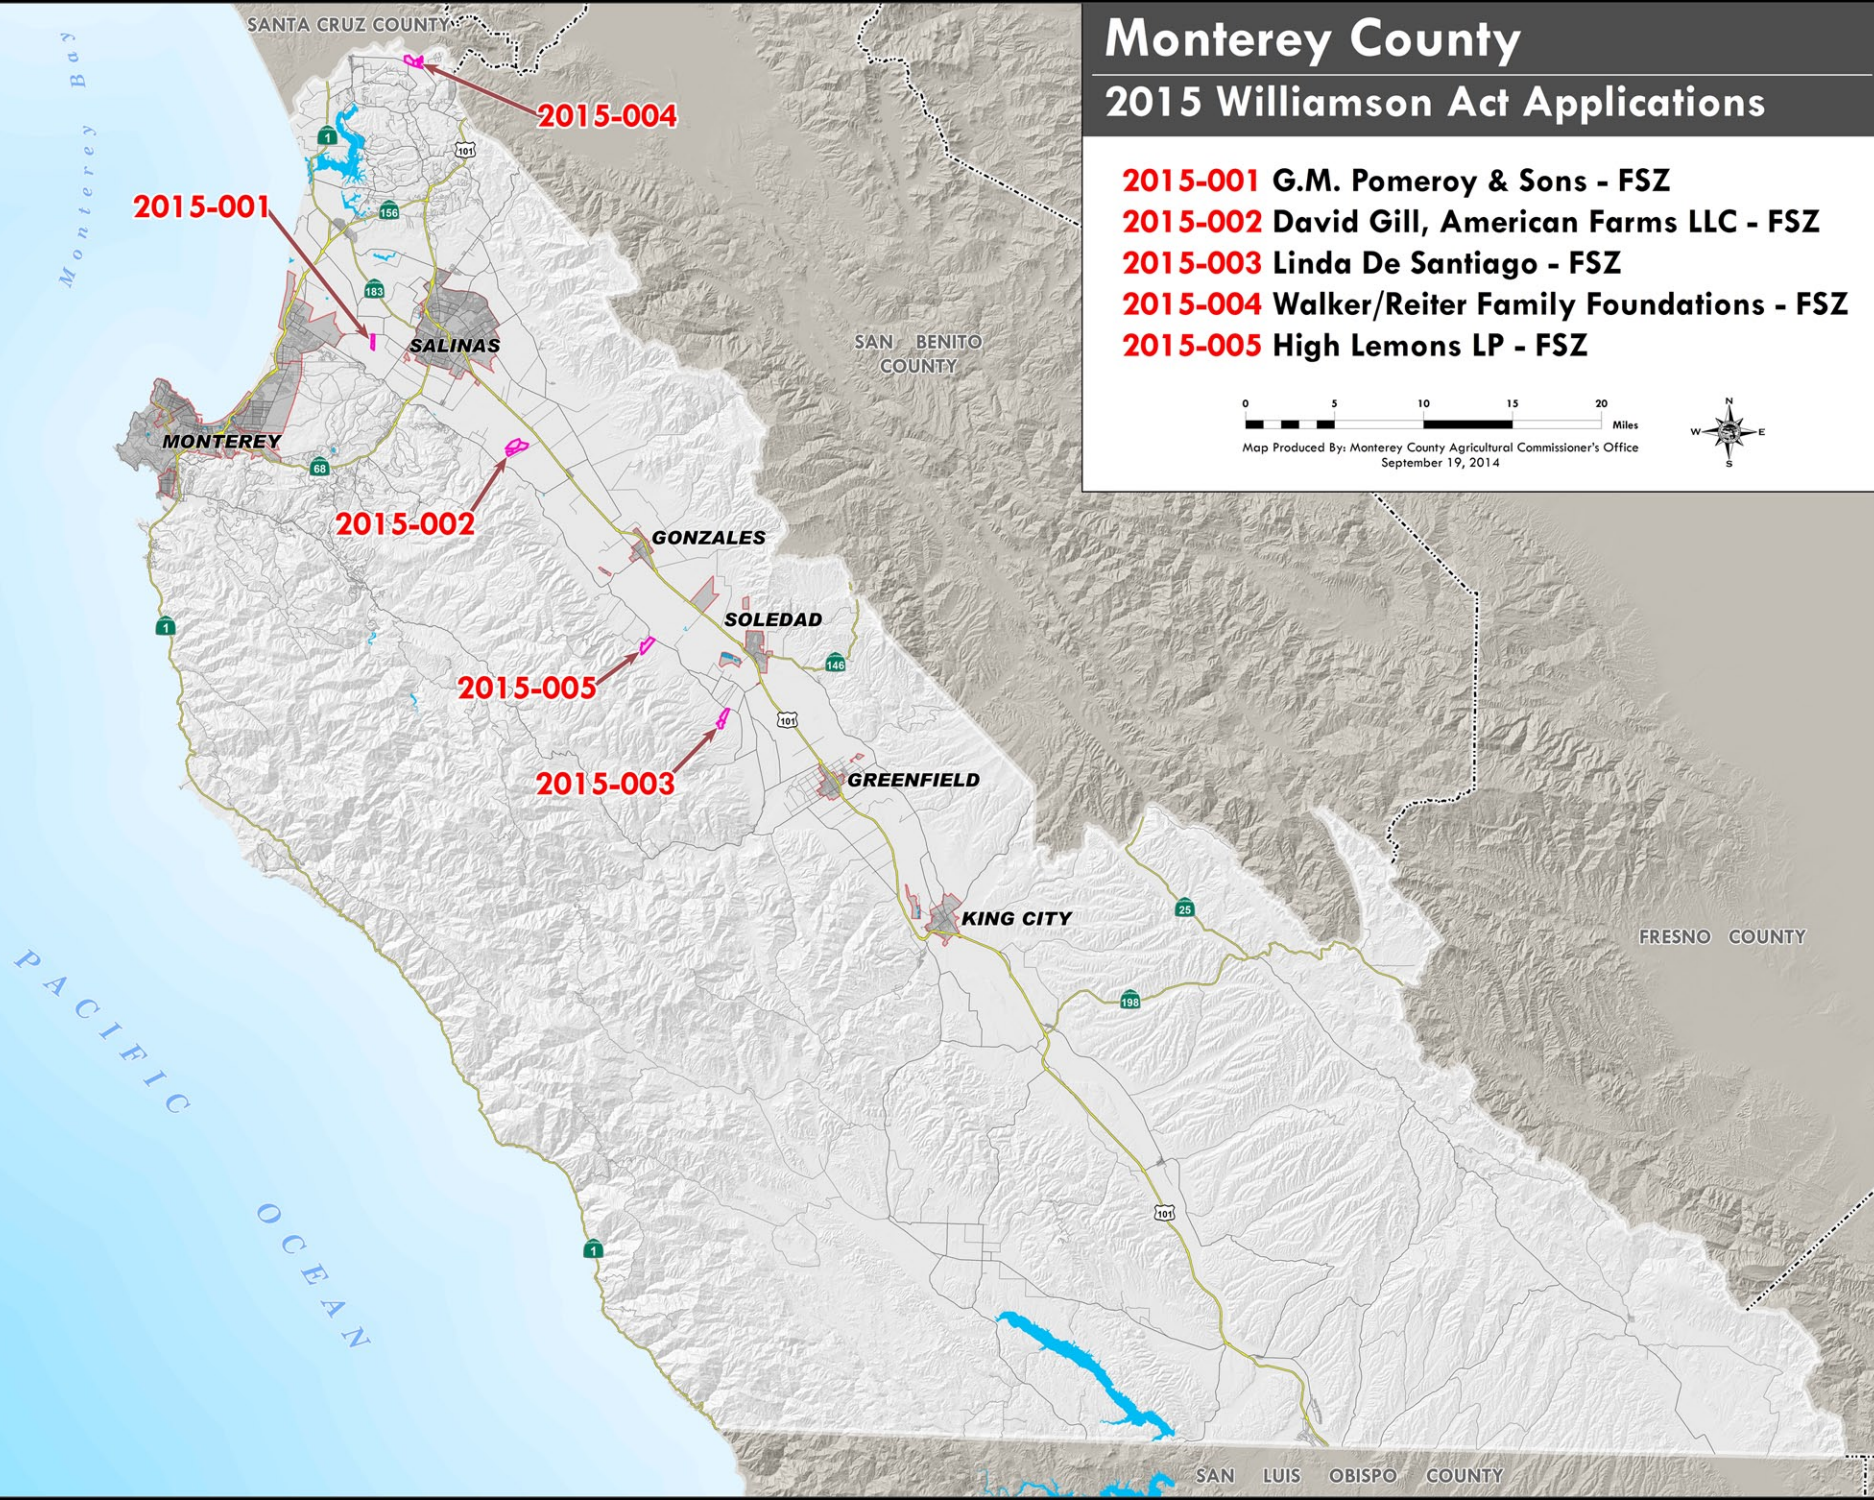 Monterey County
2015 Williamson Act Applications
2015-001 G.M. Pomeroy & Sons - FSZ
2015-002 David Gill, American Farms LLC - FSZ
2015-003 Linda De Santiago - FSZ
2015-004 Walker/Reiter Family Foundations - FSZ
2015-005 High Lemons LP - FSZ
0 5 10 15 20
Miles
Map Produced By: Monterey County Agricultural Commissioner's Office
September 19, 2014
N
W E
S
SANTA CRUZ COUNTY
Monterey Bay
2015-004
1
101
2015-001
156
183
SALINAS
SAN BENITO
COUNTY
MONTEREY
68
2015-002
GONZALES
SOLEDAD
1
146
2015-005
101
2015-003
GREENFIELD
25
KING CITY
FRESNO COUNTY
198
PACIFIC OCEAN
101
1
SAN LUIS OBISPO COUNTY